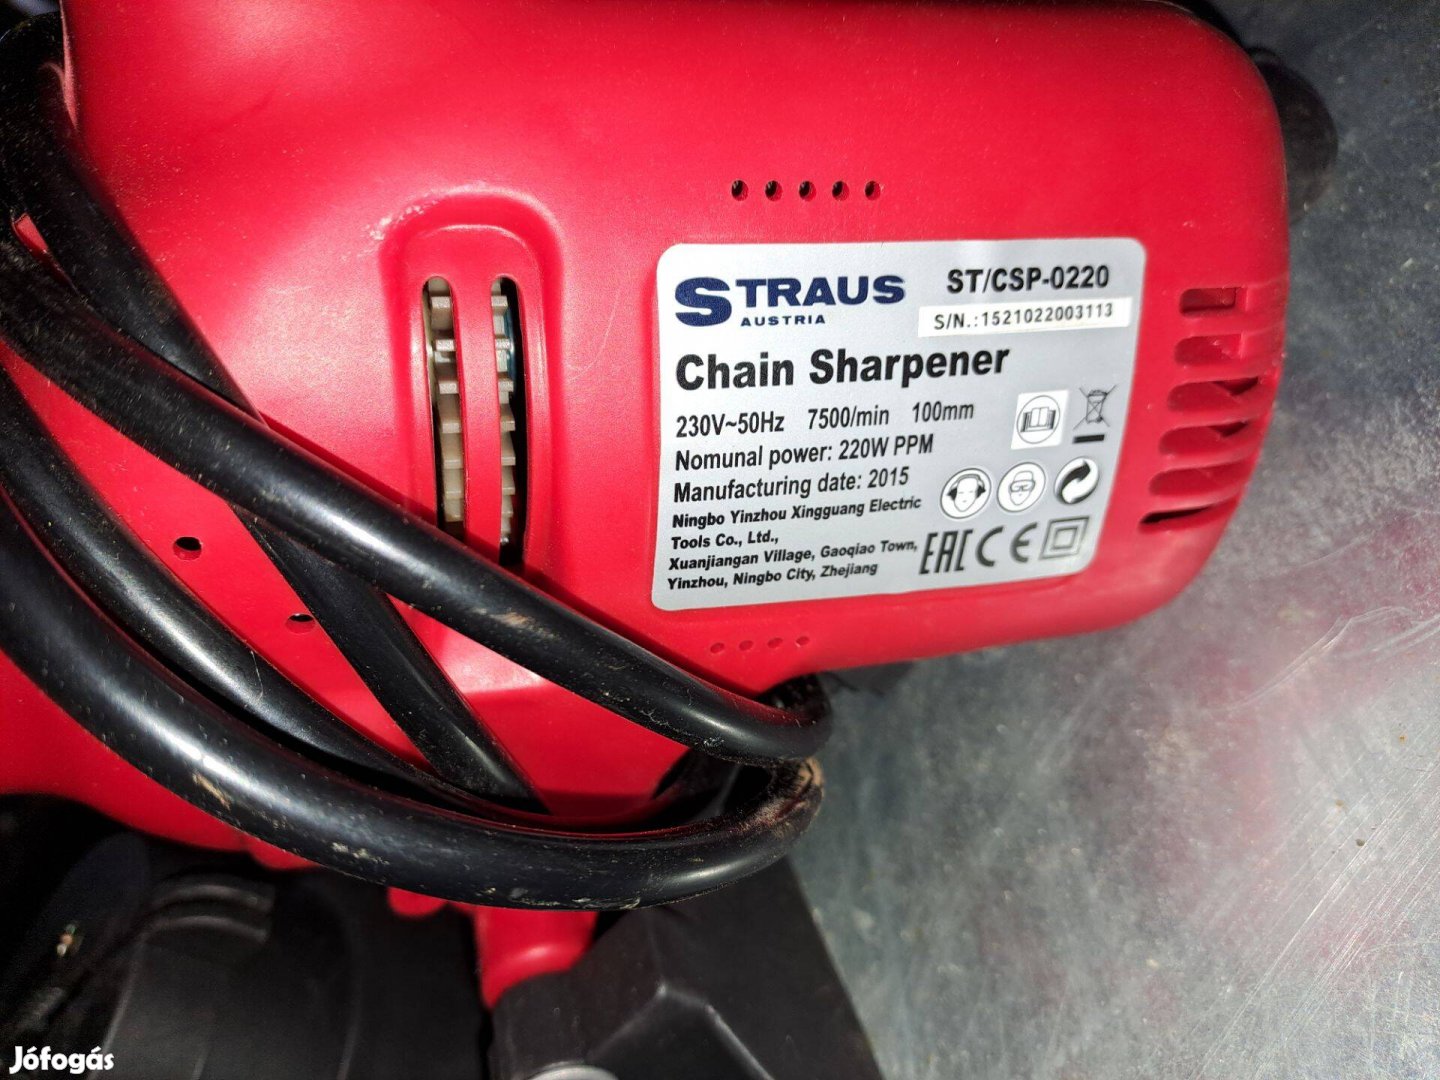 STRAUS
AUSTRIA
ST/CSP-0220
S/N.:1521022003113
Chain Sharpener
230V~50Hz 7500/min 100mm
Nomunal power: 220W PPM
Manufacturing date: 2015
Ningbo Yinzhou Xingguang Electric
Tools Co., Ltd.,
Xuanjiangan Village, Gaoqiao Town,
Yinzhou, Ningbo City, Zhejiang
EAC CE
Jófogás